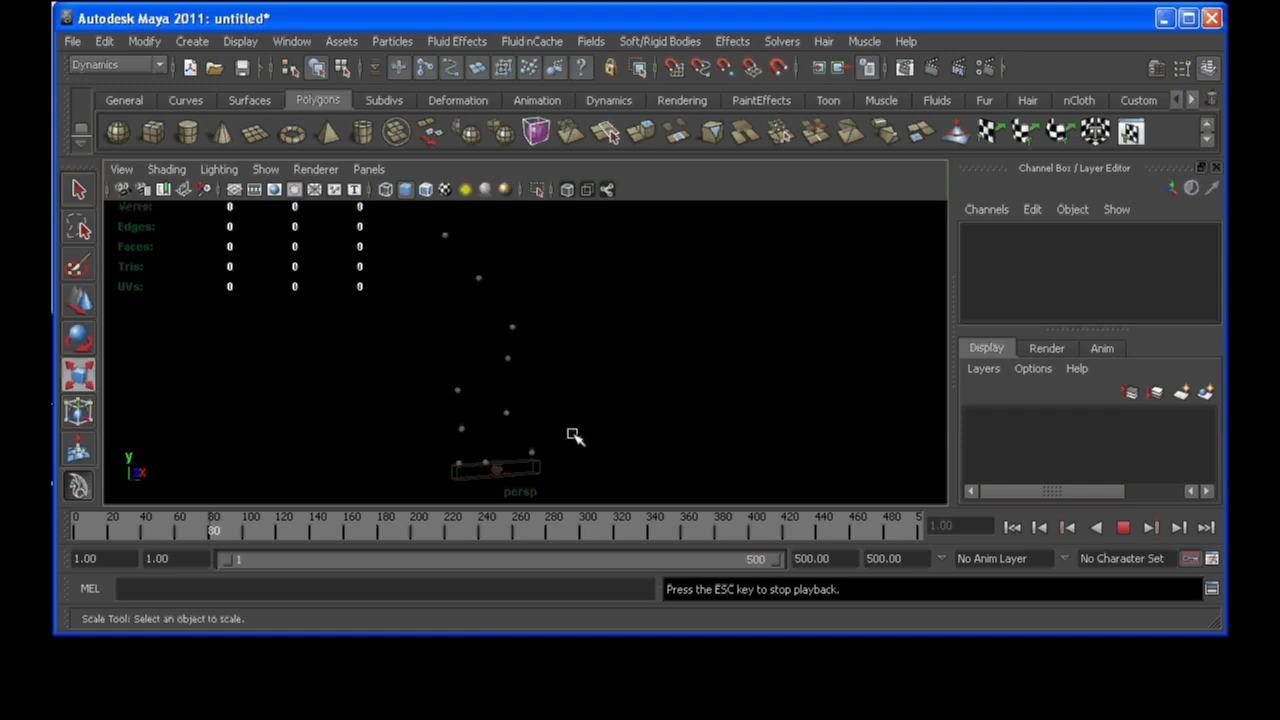 Autodesk Maya 2011: untitled*
File Edit Modify Create Display Window Assets Particles Fluid Effects Fluid nCache Fields Soft/Rigid Bodies Effects Solvers Hair Muscle Help
Dynamics
General Curves Surfaces Polygons Subdivs Deformation Animation Dynamics Rendering PaintEffects Toon Muscle Fluids Fur Hair nCloth Custom
View Shading Lighting Show Renderer Panels
Channel Box / Layer Editor
Channels Edit Object Show
Verts: 0 0 0
Edges: 0 0 0
Faces: 0 0 0
Tris: 0 0 0
UVs: 0 0 0
Display Render Anim
Layers Options Help
y
x
persp
0 20 40 60 80 100 120 140 160 180 200 220 240 260 280 300 320 340 360 380 400 420 440 460 480 5
80
1.00
1.00 1.00 1 500 500.00 500.00 No Anim Layer No Character Set
MEL Press the ESC key to stop playback.
Scale Tool: Select an object to scale.